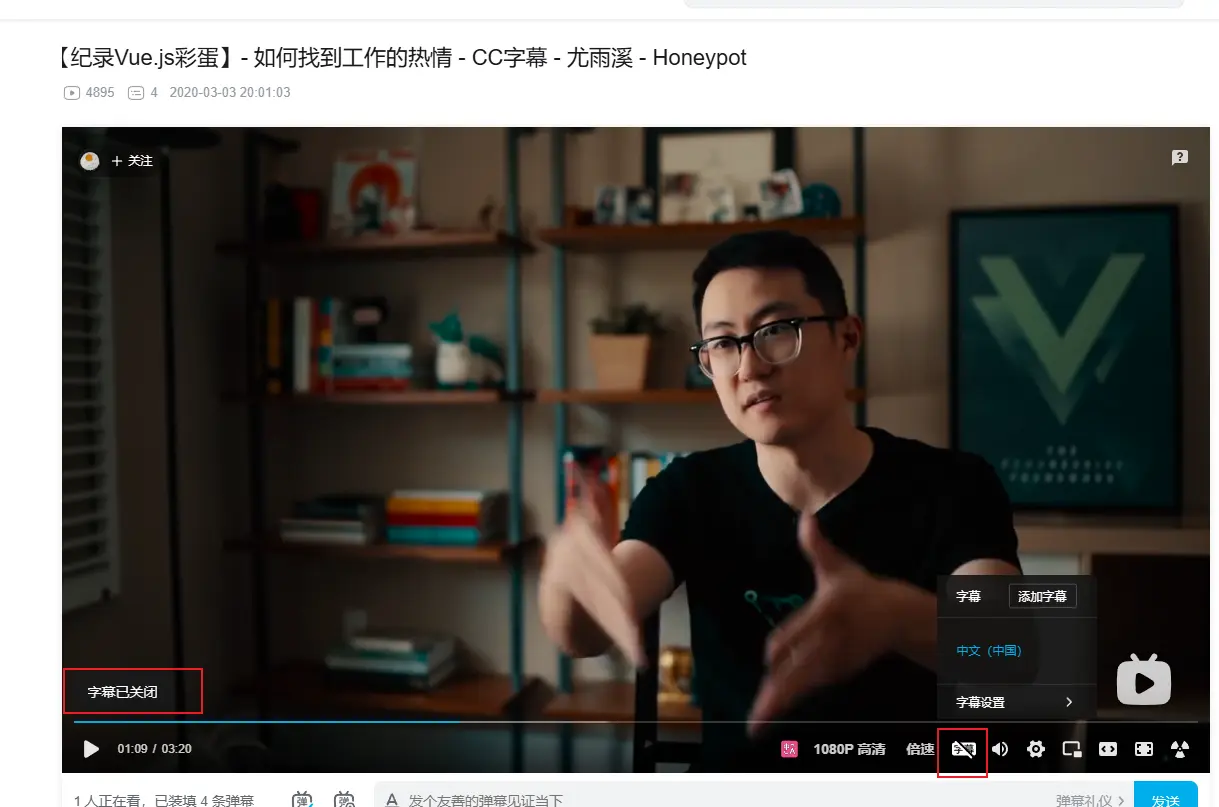 【纪录Vue.js彩蛋】- 如何找到工作的热情 - CC字幕 - 尤雨溪 - Honeypot
4895 4 2020-03-03 20:01:03
+ 关注
字幕 添加字幕
中文（中国）
字幕已关闭
字幕设置
01:09 / 03:20 1080P 高清 倍速 字幕
1 人正在看，已装填 4 条弹幕 弹 弹 A 发个友善的弹幕见证当下 弹幕礼仪 发送